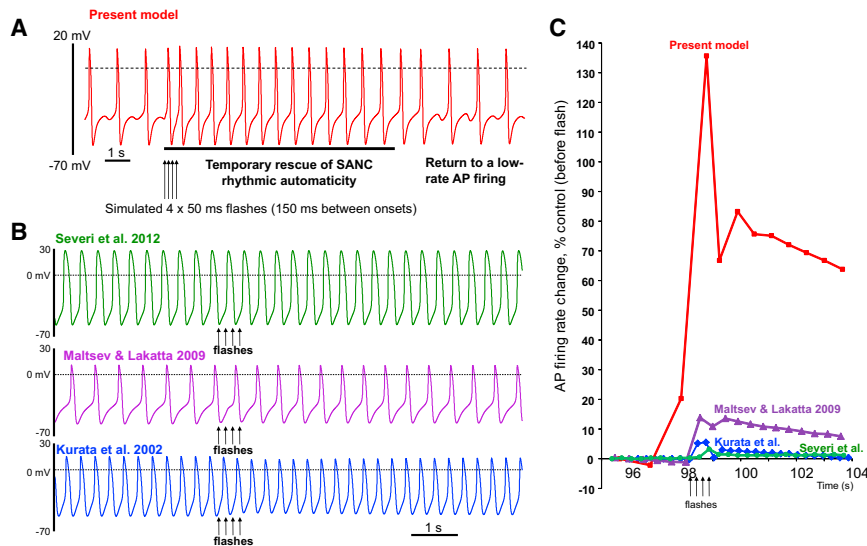 A
Present model
20 mV
-70 mV
1 s
Temporary rescue of SANC
rhythmic automaticity
Return to a low-
rate AP firing
Simulated 4 x 50 ms flashes (150 ms between onsets)
B
Severi et al. 2012
30
0 mV
-70
flashes
Maltsev & Lakatta 2009
30
0 mV
-70
flashes
Kurata et al. 2002
30
0 mV
-70
flashes
1 s
C
AP firing rate change, % control (before flash)
140
130
120
110
100
90
80
70
60
50
40
30
20
10
0
-10
Present model
Maltsev & Lakatta 2009
Kurata et al.
Severi et al.
96
98
100
102
104
Time (s)
flashes